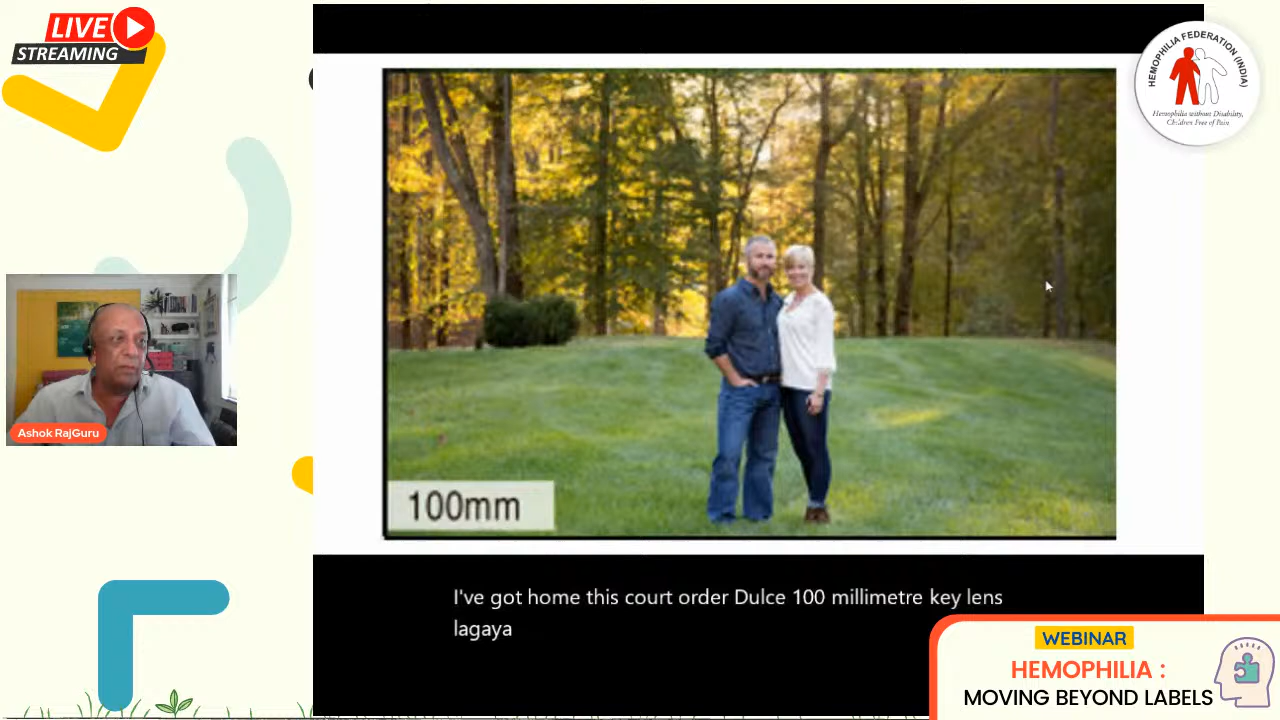 LIVE
STREAMING
HEMOPHILIA FEDERATION (INDIA)
Hemophilia without Disability,
Children Free of Pain
Ashok RajGuru
100mm
I've got home this court order Dulce 100 millimetre key lens
lagaya
WEBINAR
HEMOPHILIA :
MOVING BEYOND LABELS